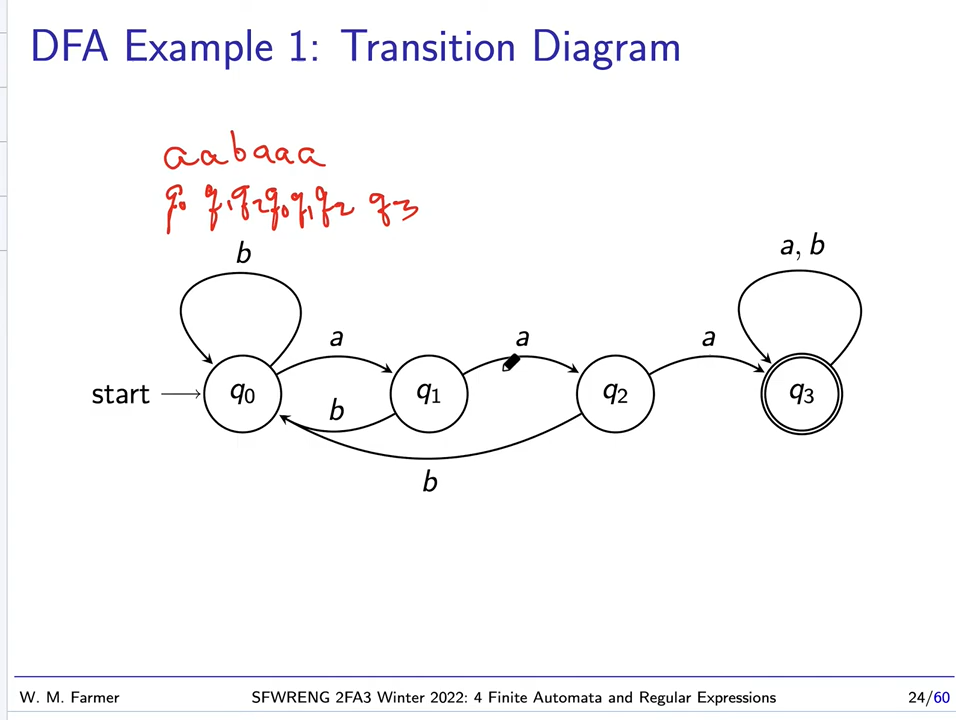 DFA Example 1: Transition Diagram
aabaaa
q0 q1 q2 q0 q1 q2 q3
b
a, b
a
a
a
start
q0
q1
q2
q3
b
b
W. M. Farmer
SFWRENG 2FA3 Winter 2022: 4 Finite Automata and Regular Expressions
24/60